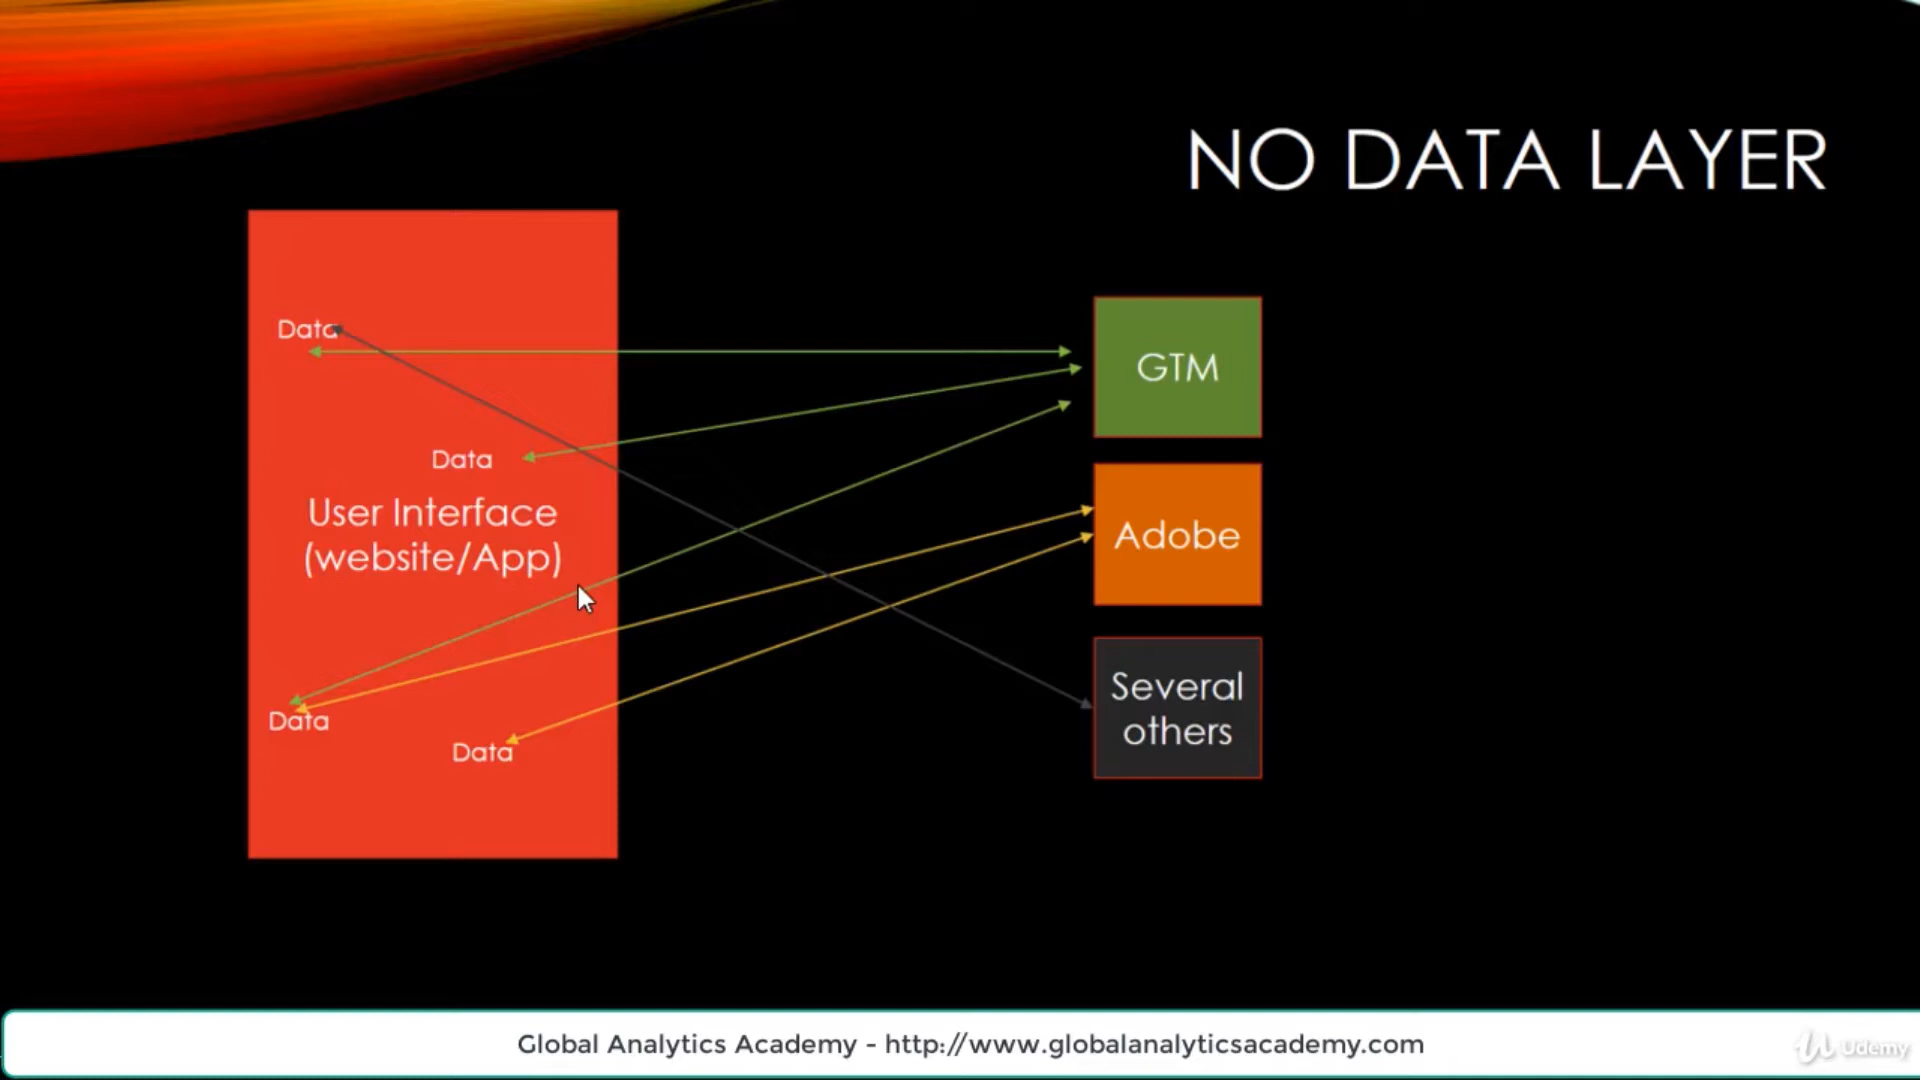 NO DATA LAYER
Data
Data
User Interface
(website/App)
Data
Data
GTM
Adobe
Several
others
Global Analytics Academy - http://www.globalanalyticsacademy.com
Udemy